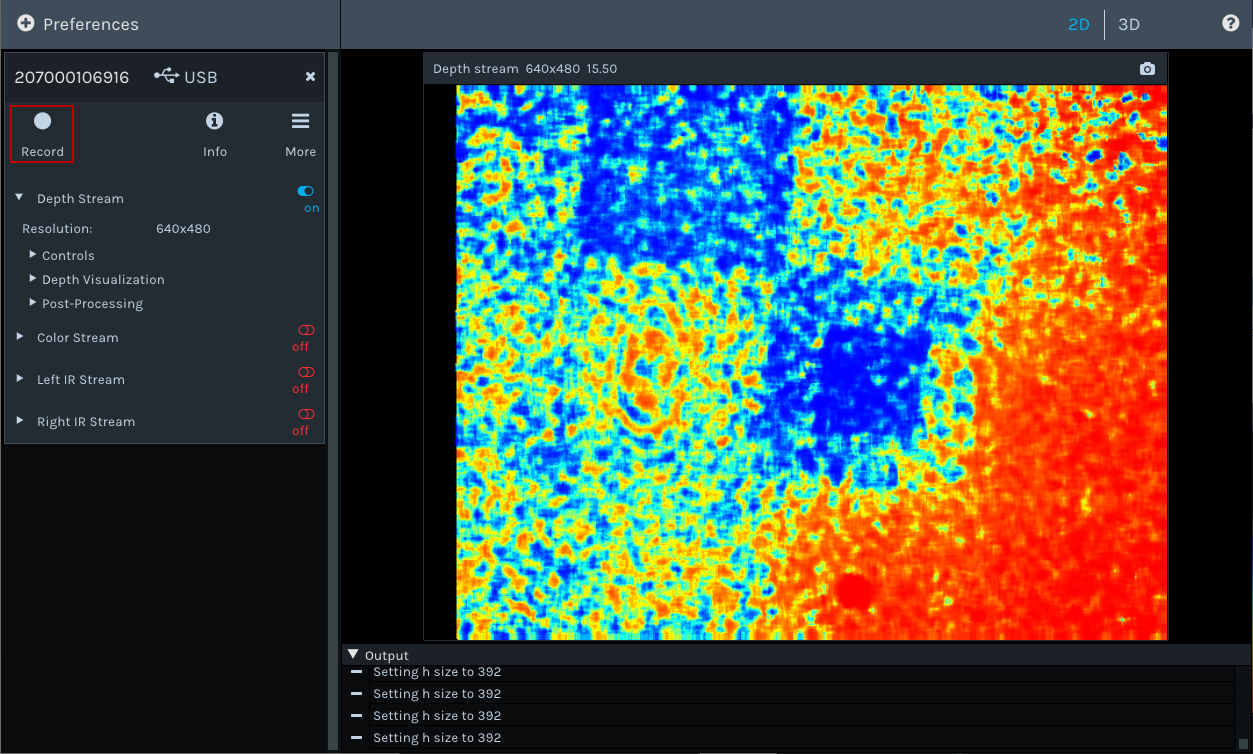 Preferences
2D 3D
207000106916 USB
Depth stream 640x480 15.50
Record Info More
Depth Stream
on
Resolution: 640x480
Controls
Depth Visualization
Post-Processing
Color Stream
off
Left IR Stream
off
Right IR Stream
off
Output
Setting h size to 392
Setting h size to 392
Setting h size to 392
Setting h size to 392